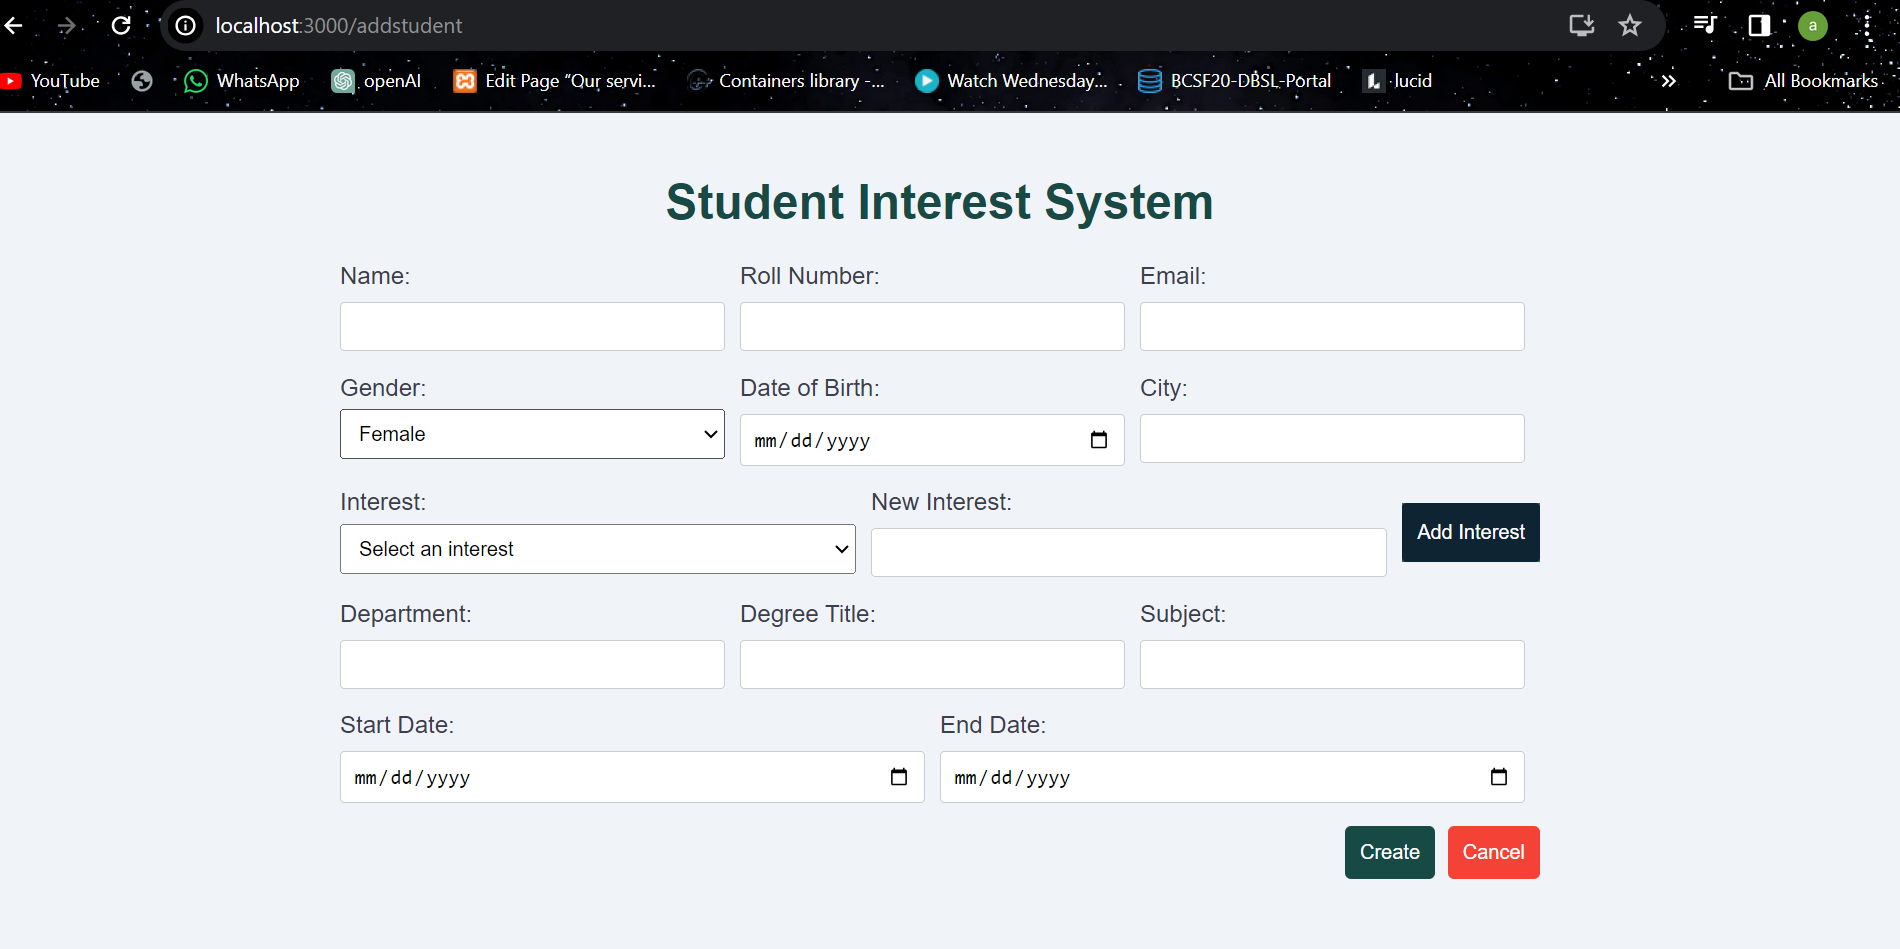 localhost:3000/addstudent
a
YouTube WhatsApp openAI Edit Page “Our servi... Containers library -... Watch Wednesday... BCSF20-DBSL-Portal lucid » All Bookmarks
Student Interest System
Name: Roll Number: Email:
Gender: Date of Birth: City:
Female mm/dd/yyyy
Interest: New Interest:
Select an interest Add Interest
Department: Degree Title: Subject:
Start Date: End Date:
mm/dd/yyyy mm/dd/yyyy
Create Cancel